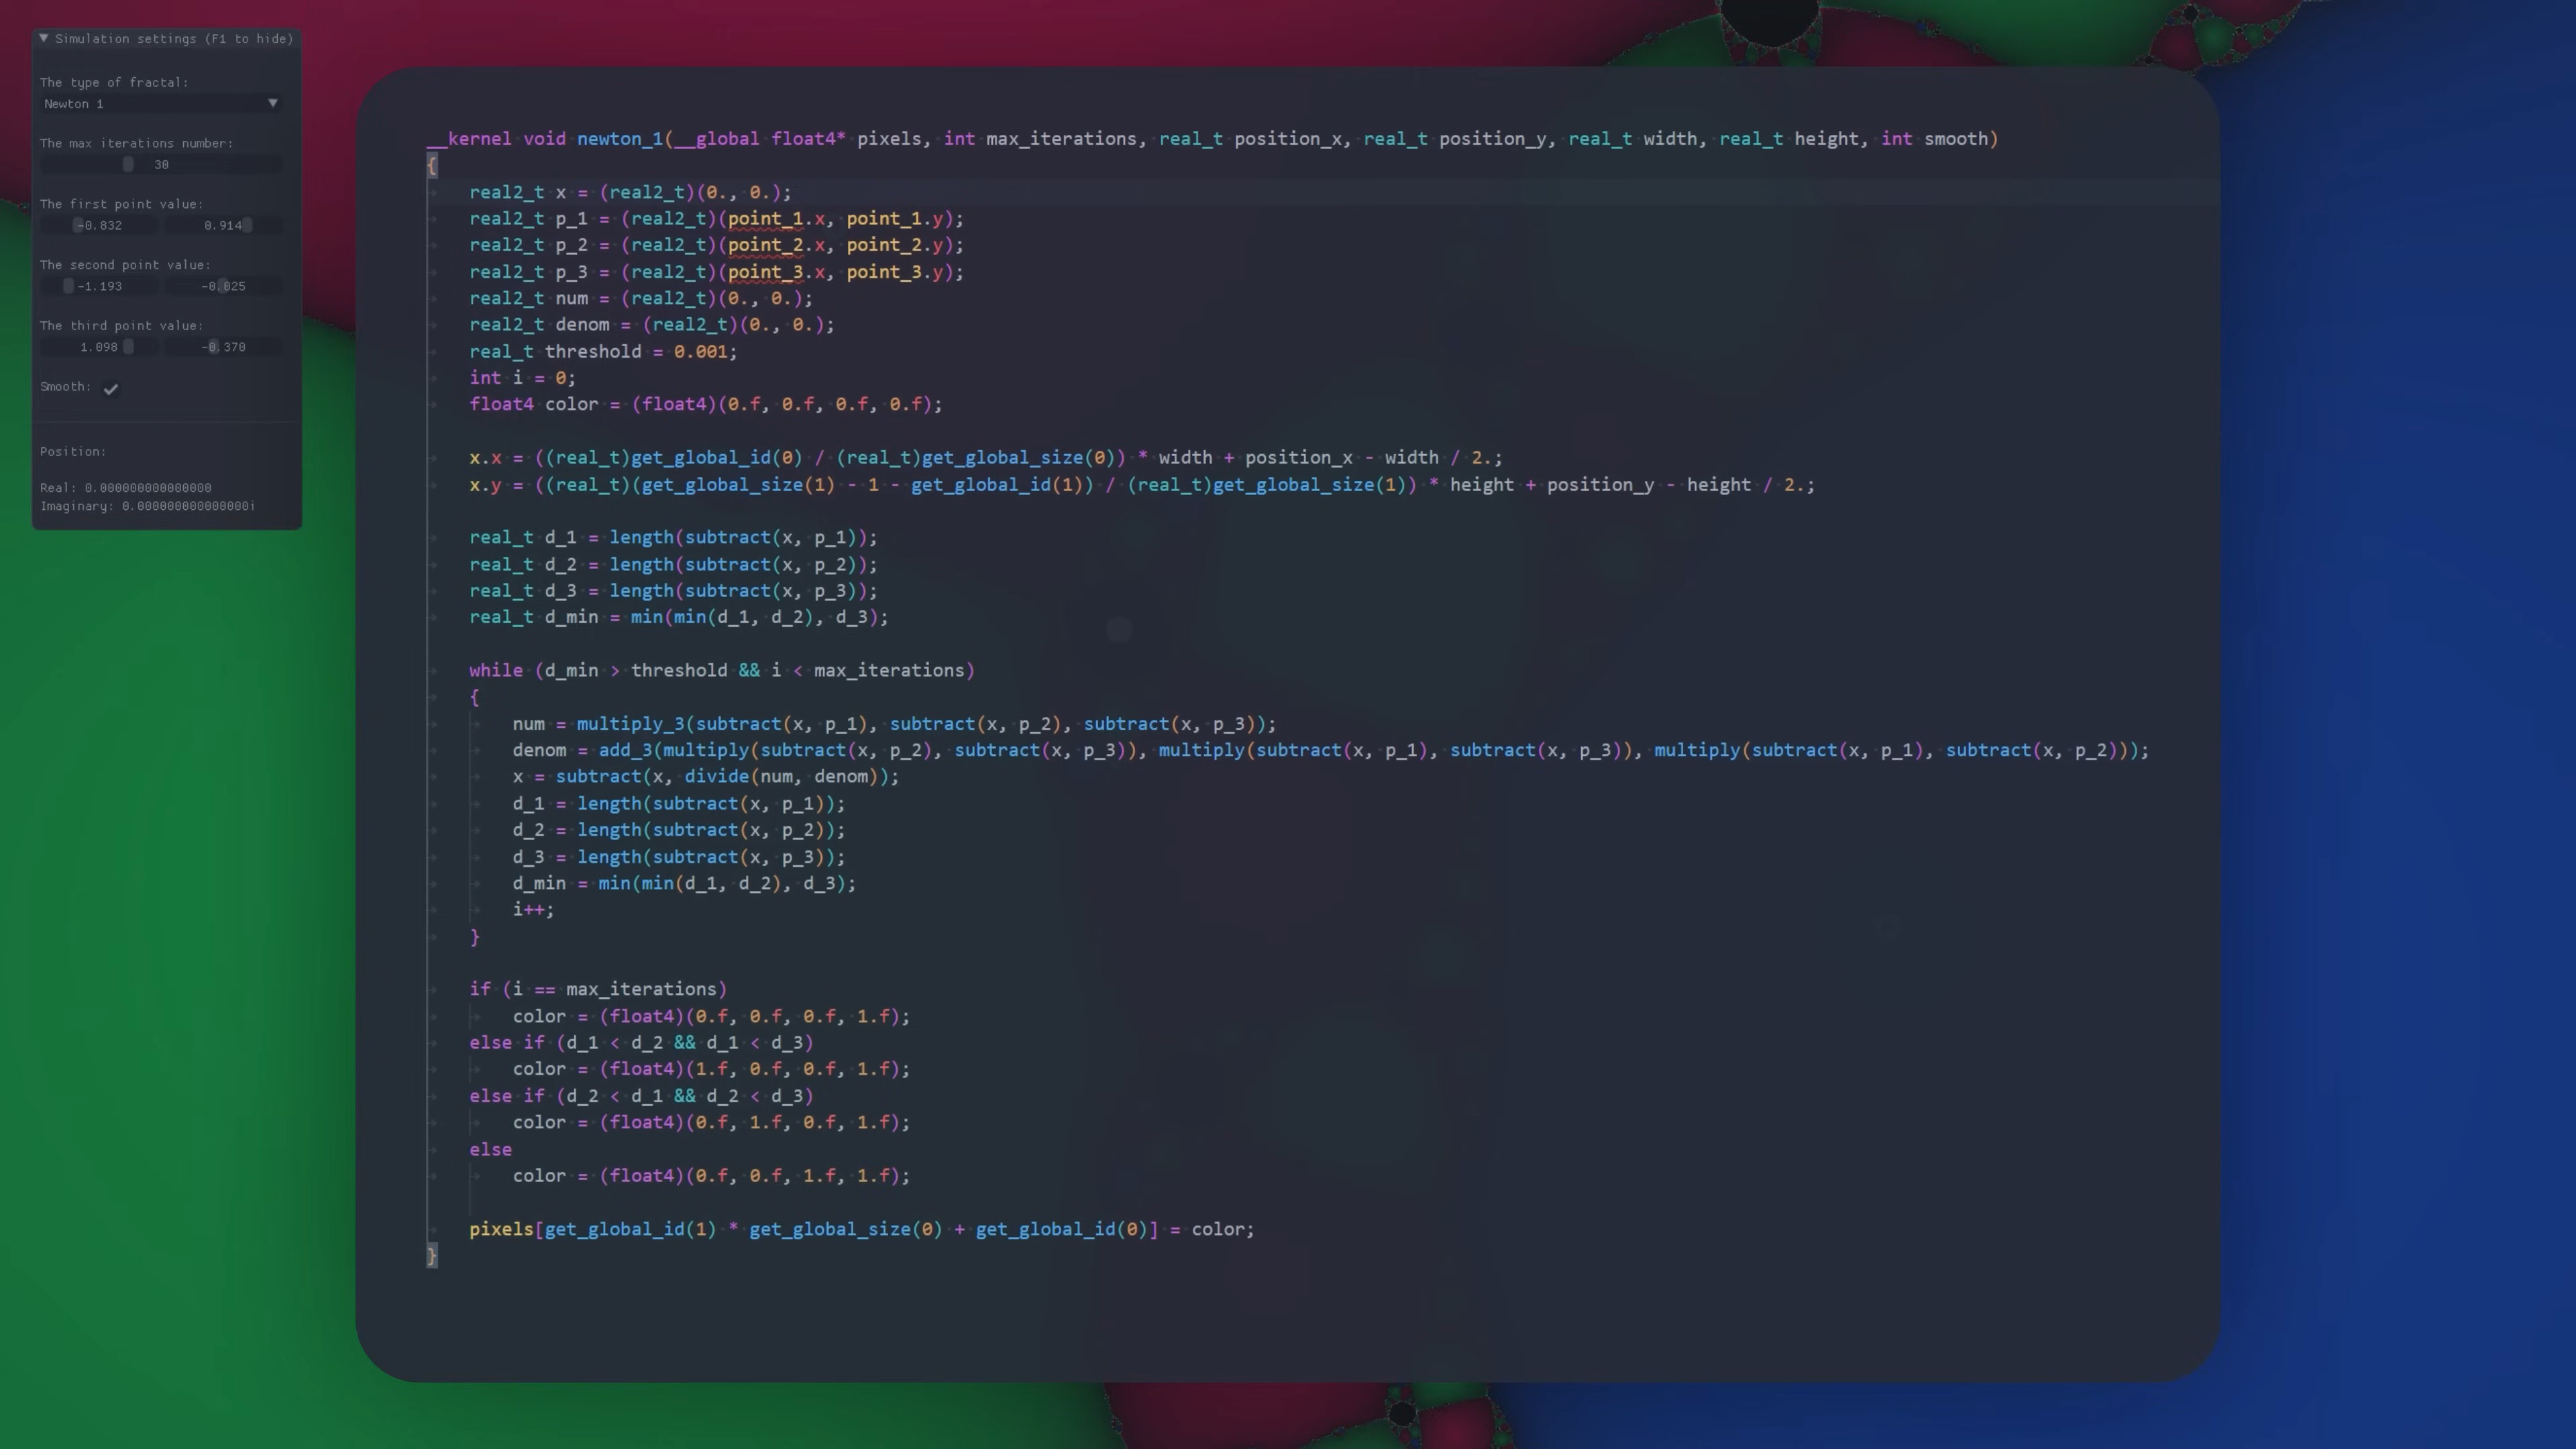 Simulation settings (F1 to hide)
The type of fractal:
Newton 1
The max iterations number:
30
The first point value:
-0.832 0.914
The second point value:
-1.193 -0.025
The third point value:
1.098 -0.370
Smooth:
Position:
Real: 0.000000000000000
Imaginary: 0.000000000000000i
__kernel void newton_1(__global float4* pixels, int max_iterations, real_t position_x, real_t position_y, real_t width, real_t height, int smooth)
{
real2_t x = (real2_t)(0., 0.);
real2_t p_1 = (real2_t)(point_1.x, point_1.y);
real2_t p_2 = (real2_t)(point_2.x, point_2.y);
real2_t p_3 = (real2_t)(point_3.x, point_3.y);
real2_t num = (real2_t)(0., 0.);
real2_t denom = (real2_t)(0., 0.);
real_t threshold = 0.001;
int i = 0;
float4 color = (float4)(0.f, 0.f, 0.f, 0.f);
x.x = ((real_t)get_global_id(0) / (real_t)get_global_size(0)) * width + position_x - width / 2.;
x.y = ((real_t)(get_global_size(1) - 1 - get_global_id(1)) / (real_t)get_global_size(1)) * height + position_y - height / 2.;
real_t d_1 = length(subtract(x, p_1));
real_t d_2 = length(subtract(x, p_2));
real_t d_3 = length(subtract(x, p_3));
real_t d_min = min(min(d_1, d_2), d_3);
while (d_min > threshold && i < max_iterations)
{
num = multiply_3(subtract(x, p_1), subtract(x, p_2), subtract(x, p_3));
denom = add_3(multiply(subtract(x, p_2), subtract(x, p_3)), multiply(subtract(x, p_1), subtract(x, p_3)), multiply(subtract(x, p_1), subtract(x, p_2)));
x = subtract(x, divide(num, denom));
d_1 = length(subtract(x, p_1));
d_2 = length(subtract(x, p_2));
d_3 = length(subtract(x, p_3));
d_min = min(min(d_1, d_2), d_3);
i++;
}
if (i == max_iterations)
color = (float4)(0.f, 0.f, 0.f, 1.f);
else if (d_1 < d_2 && d_1 < d_3)
color = (float4)(1.f, 0.f, 0.f, 1.f);
else if (d_2 < d_1 && d_2 < d_3)
color = (float4)(0.f, 1.f, 0.f, 1.f);
else
color = (float4)(0.f, 0.f, 1.f, 1.f);
pixels[get_global_id(1) * get_global_size(0) + get_global_id(0)] = color;
}